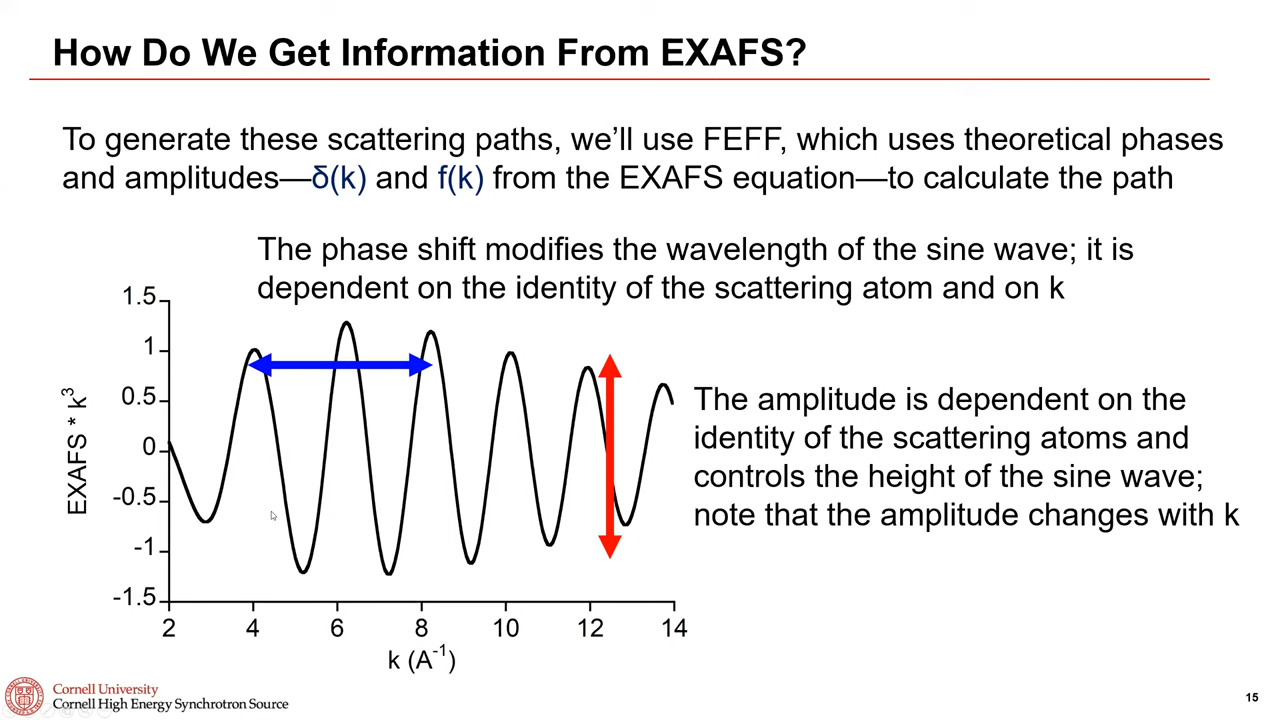 How Do We Get Information From EXAFS?
To generate these scattering paths, we'll use FEFF, which uses theoretical phases
and amplitudes—δ(k) and f(k) from the EXAFS equation—to calculate the path
The phase shift modifies the wavelength of the sine wave; it is
dependent on the identity of the scattering atom and on k
1.5
1
0.5
0
-0.5
-1
-1.5
EXAFS * k³
2 4 6 8 10 12 14
k (A⁻¹)
The amplitude is dependent on the
identity of the scattering atoms and
controls the height of the sine wave;
note that the amplitude changes with k
Cornell University
Cornell High Energy Synchrotron Source
15